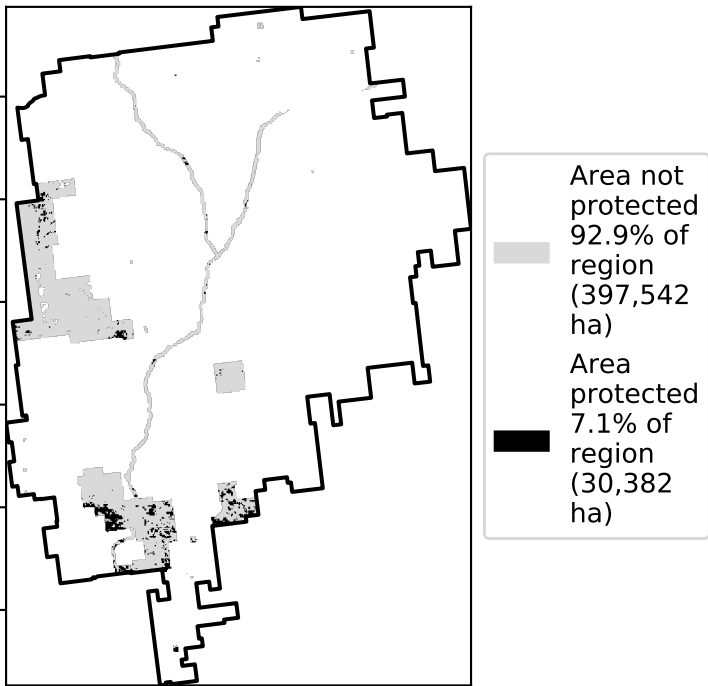 Area not
protected
92.9% of
region
(397,542
ha)
Area
protected
7.1% of
region
(30,382
ha)